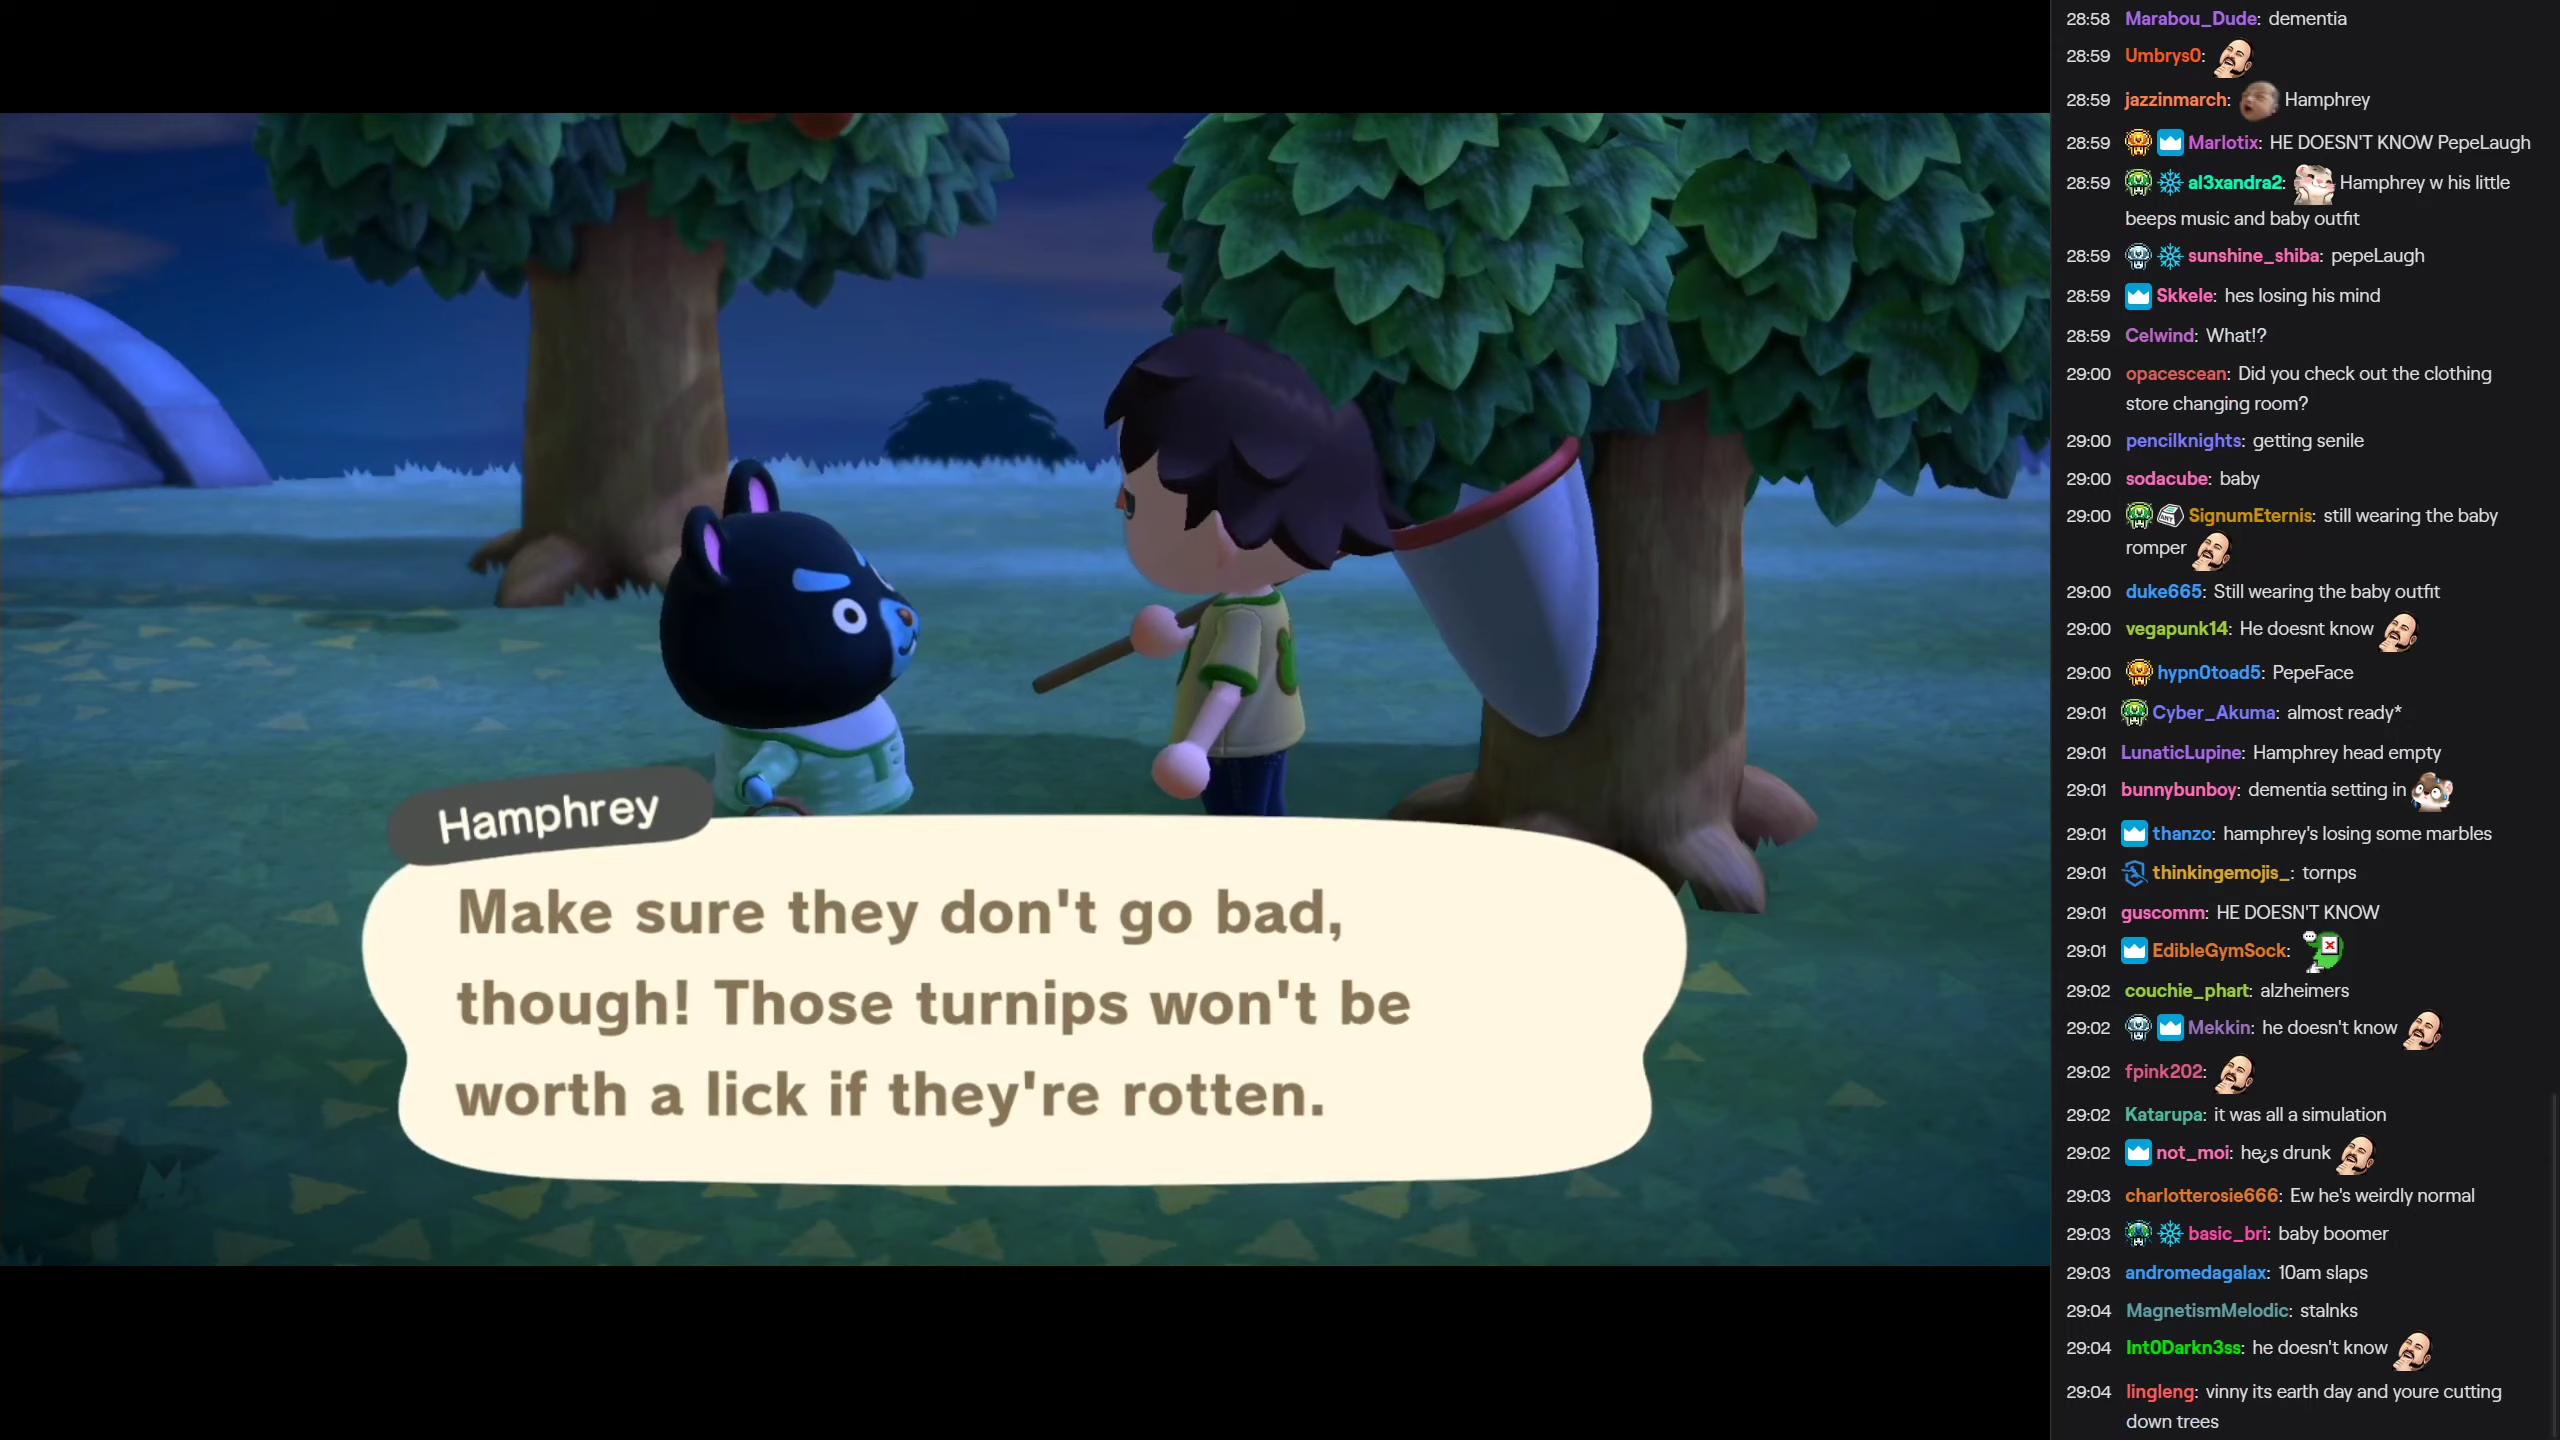 Hamphrey
Make sure they don't go bad,
though! Those turnips won't be
worth a lick if they're rotten.
28:58 Marabou_Dude: dementia
28:59 Umbrys0:
28:59 jazzinmarch: Hamphrey
28:59 Marlotix: HE DOESN'T KNOW PepeLaugh
28:59 al3xandra2: Hamphrey w his little
beeps music and baby outfit
28:59 sunshine_shiba: pepeLaugh
28:59 Skkele: hes losing his mind
28:59 Celwind: What!?
29:00 opacescean: Did you check out the clothing
store changing room?
29:00 pencilknights: getting senile
29:00 sodacube: baby
29:00 SignumEternis: still wearing the baby
romper
29:00 duke665: Still wearing the baby outfit
29:00 vegapunk14: He doesnt know
29:00 hypn0toad5: PepeFace
29:01 Cyber_Akuma: almost ready*
29:01 LunaticLupine: Hamphrey head empty
29:01 bunnybunboy: dementia setting in
29:01 thanzo: hamphrey's losing some marbles
29:01 thinkingemojis_: tornps
29:01 guscomm: HE DOESN'T KNOW
29:01 EdibleGymSock:
29:02 couchie_phart: alzheimers
29:02 Mekkin: he doesn't know
29:02 fpink202:
29:02 Katarupa: it was all a simulation
29:02 not_moi: he¿s drunk
29:03 charlotterosie666: Ew he's weirdly normal
29:03 basic_bri: baby boomer
29:03 andromedagalax: 10am slaps
29:04 MagnetismMelodic: stalnks
29:04 Int0Darkn3ss: he doesn't know
29:04 lingleng: vinny its earth day and youre cutting
down trees